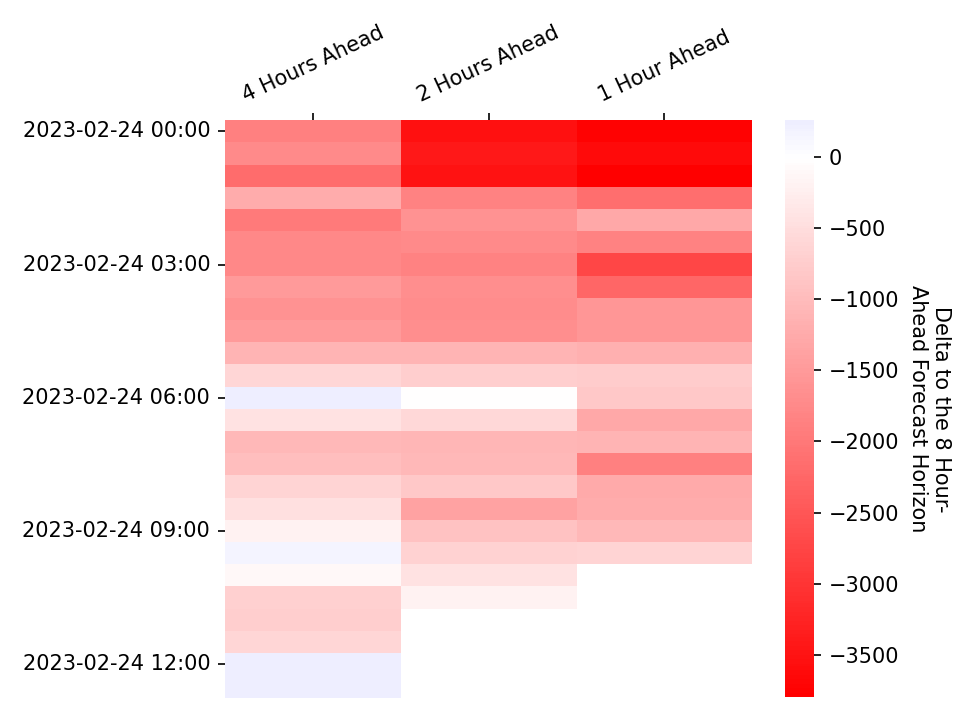 4 Hours Ahead
2 Hours Ahead
1 Hour Ahead
2023-02-24 00:00
2023-02-24 03:00
2023-02-24 06:00
2023-02-24 09:00
2023-02-24 12:00
0
−500
−1000
−1500
−2000
−2500
−3000
−3500
Delta to the 8 Hour-
Ahead Forecast Horizon